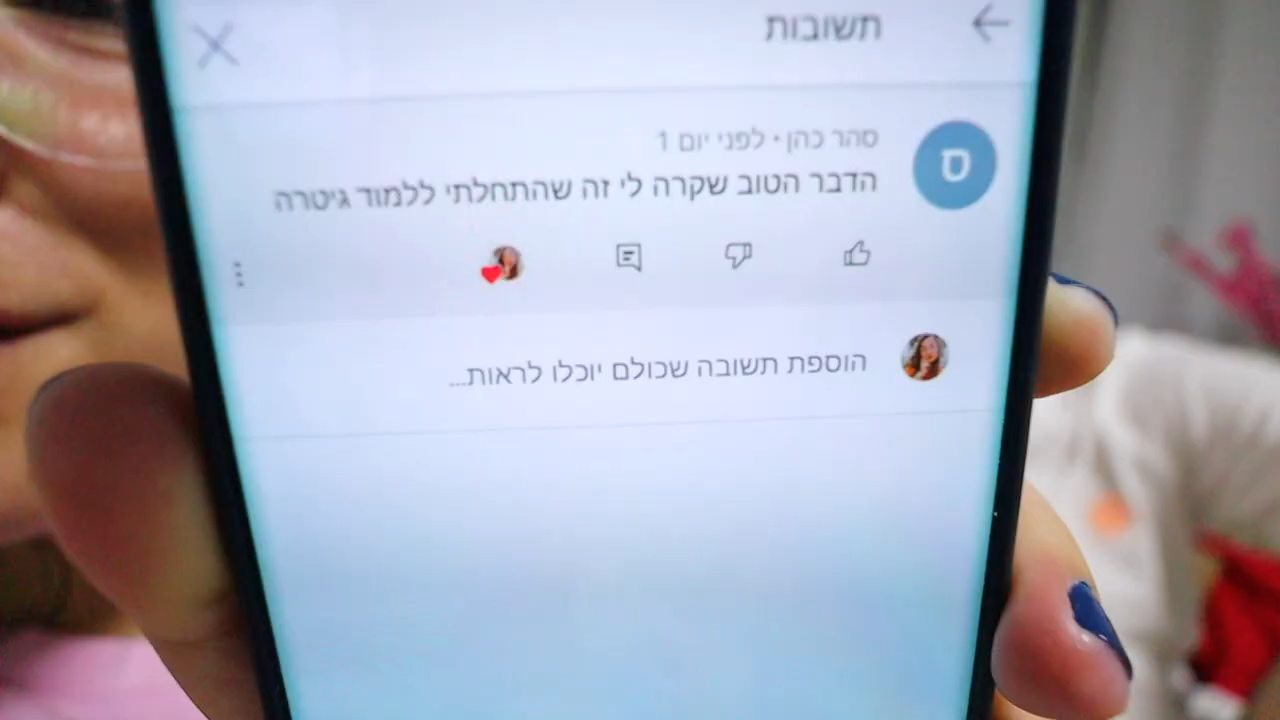 תשובות
ס
סהר כהן • לפני יום 1
הדבר הטוב שקרה לי זה שהתחלתי ללמוד גיטרה
הוספת תשובה שכולם יוכלו לראות...